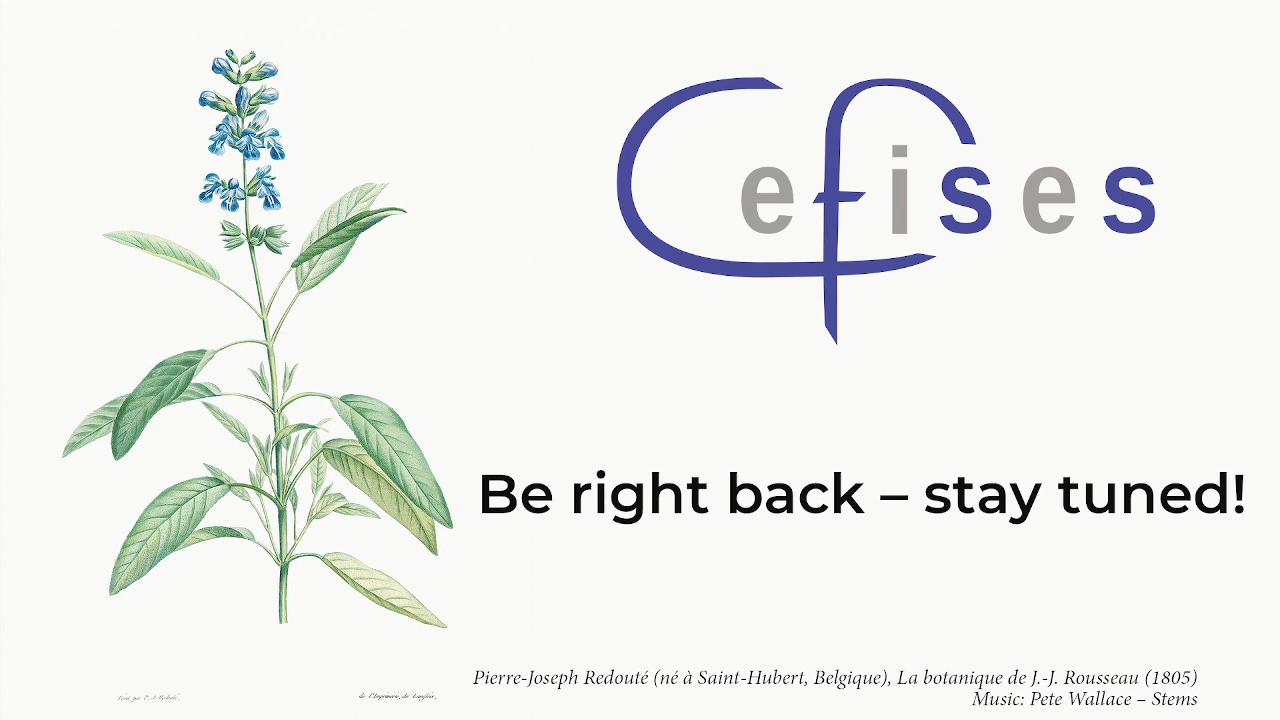 Cefises
Be right back – stay tuned!
Pierre-Joseph Redouté (né à Saint-Hubert, Belgique), La botanique de J.-J. Rousseau (1805)
Music: Pete Wallace – Stems